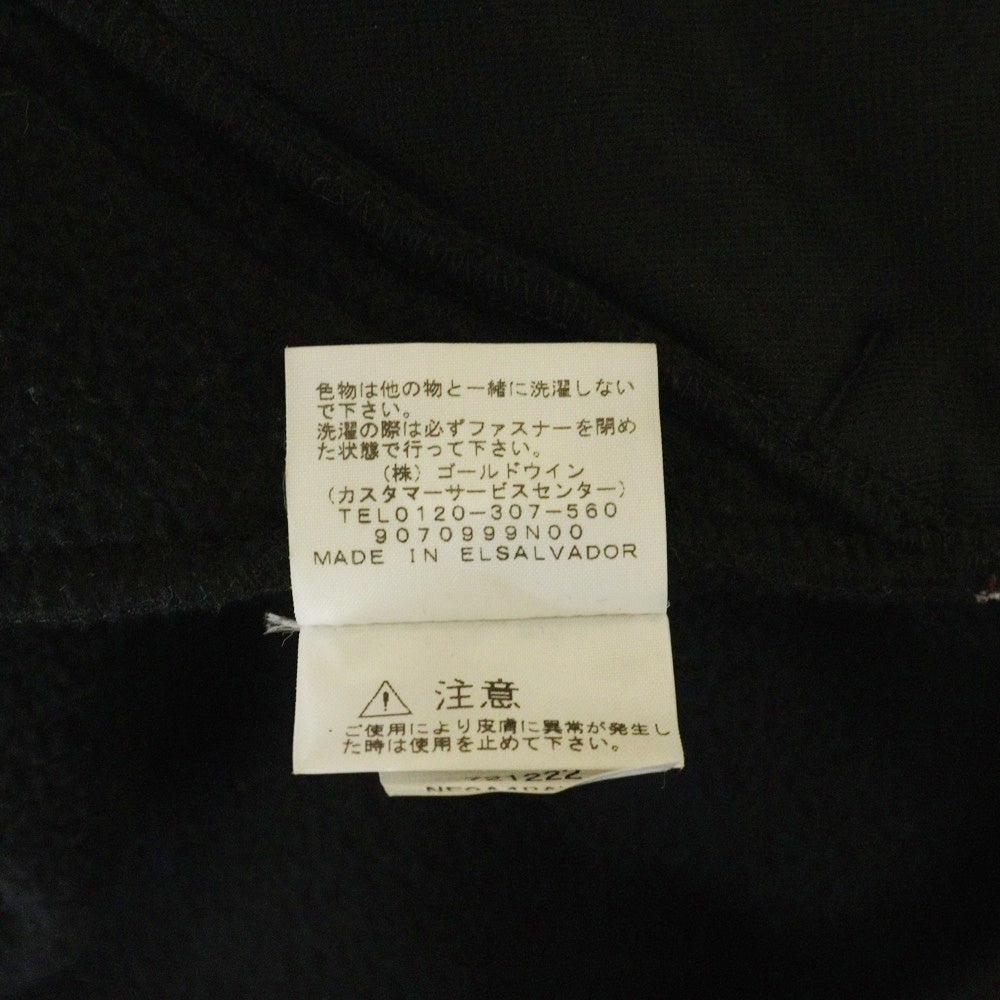 色物は他の物と一緒に洗濯しない
で下さい。
洗濯の際は必ずファスナーを閉め
た状態で行って下さい。
(株) ゴールドウイン
(カスタマーサービスセンター)
TEL0120-307-560
9070999N00
MADE IN ELSALVADOR
注意
・ご使用により皮膚に異常が発生し
た時は使用を止めて下さい。